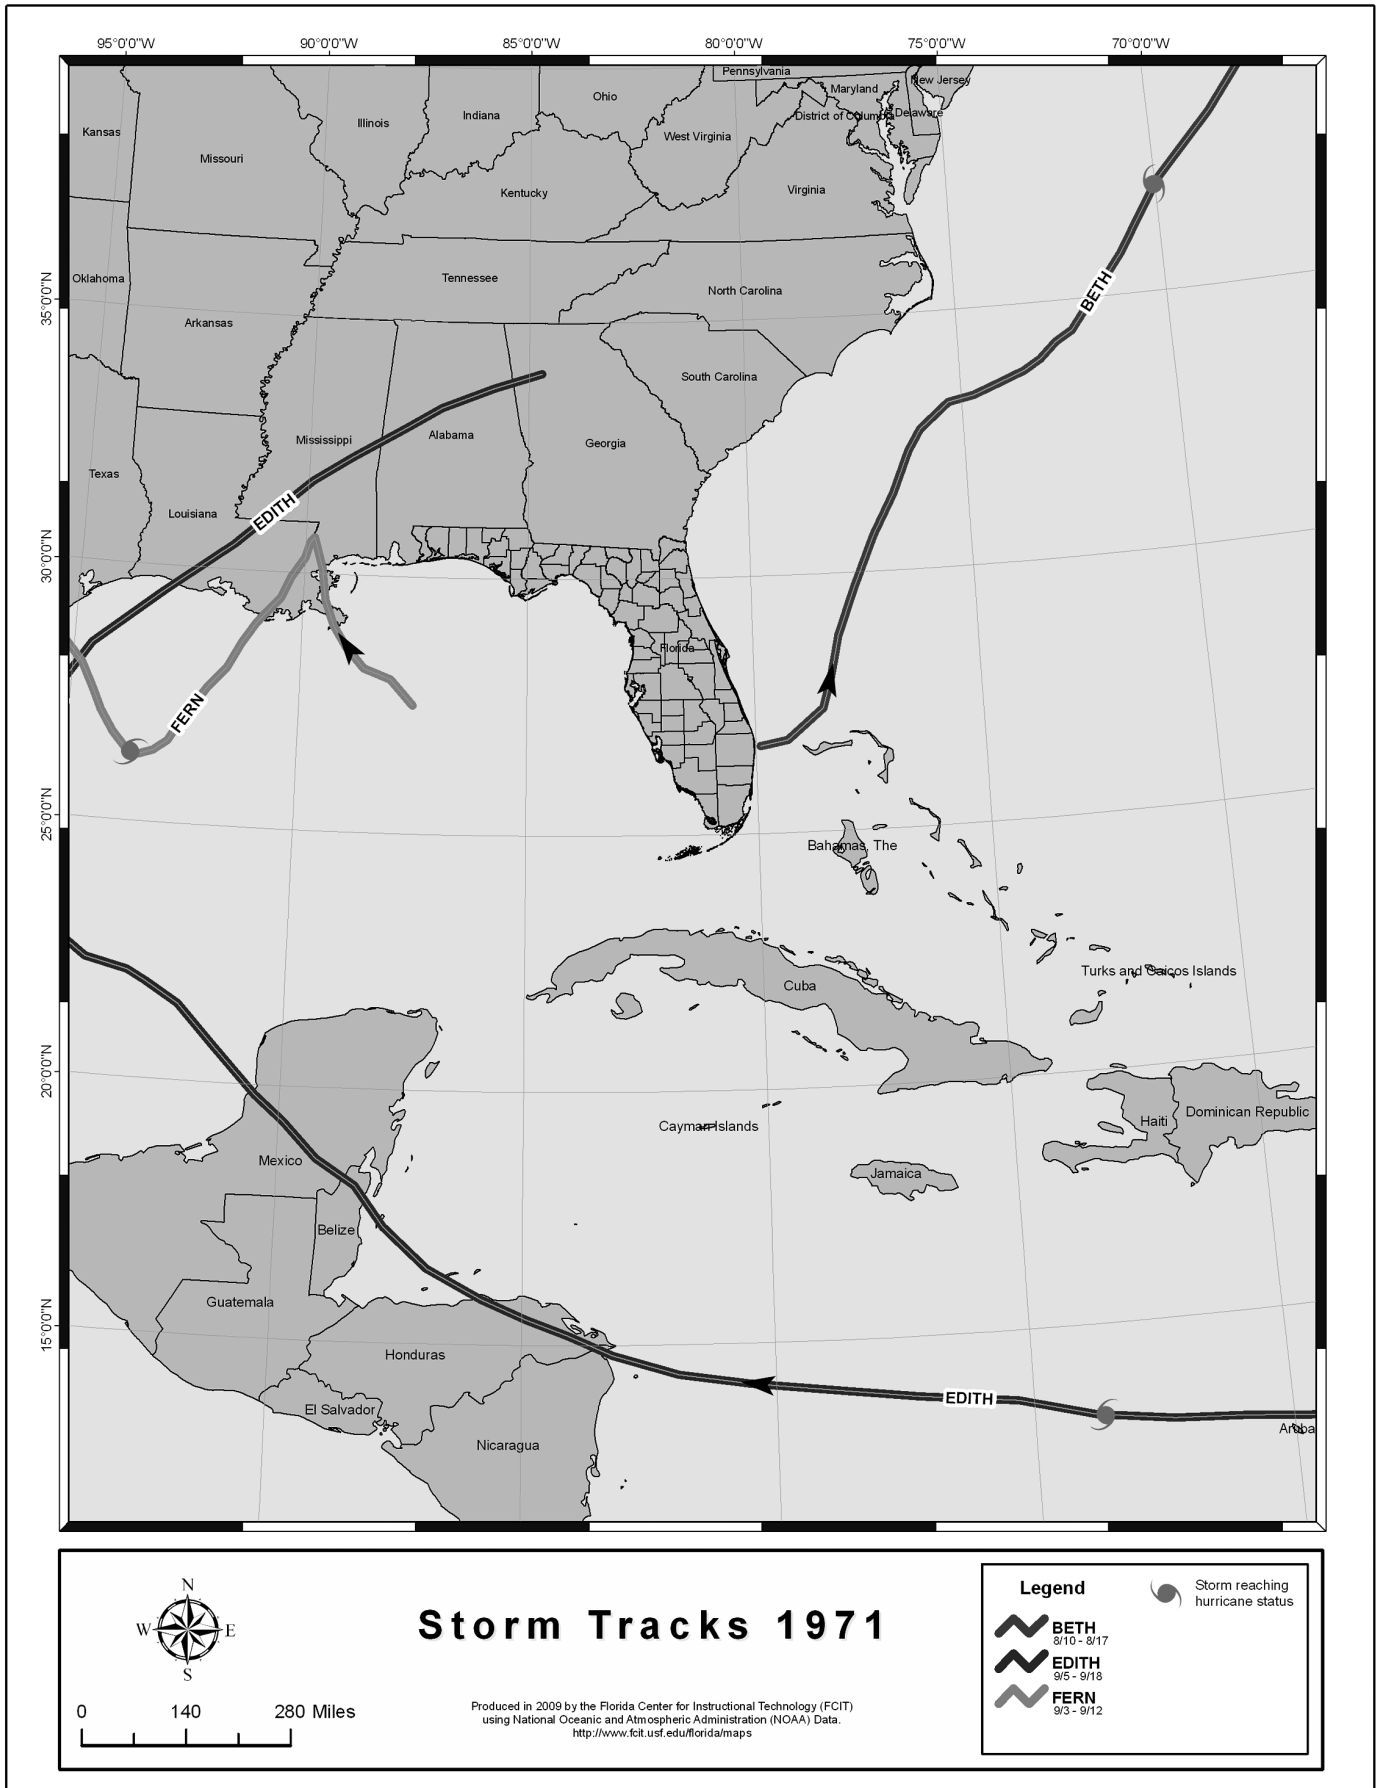 95°0'0"W 90°0'0"W 85°0'0"W 80°0'0"W 75°0'0"W 70°0'0"W
Pennsylvania
New Jersey
Maryland
Ohio
Delaware
District of Columbia
Indiana
Illinois
Kansas
West Virginia
Missouri
Virginia
Kentucky
Oklahoma
Tennessee
BETH
North Carolina
35°0'0"N
Arkansas
South Carolina
Mississippi
Alabama
Georgia
Texas
Louisiana
EDITH
30°0'0"N
Florida
FERN
25°0'0"N
Bahamas, The
Turks and Caicos Islands
Cuba
20°0'0"N
Dominican Republic
Haiti
Cayman Islands
Mexico
Jamaica
Belize
Guatemala
15°0'0"N
Honduras
EDITH
El Salvador
Aruba
Nicaragua
N
W E
S
0 140 280 Miles
Storm Tracks 1971
Produced in 2009 by the Florida Center for Instructional Technology (FCIT)
using National Oceanic and Atmospheric Administration (NOAA) Data.
http://www.fcit.usf.edu/florida/maps
Legend
BETH
8/10 - 8/17
EDITH
9/5 - 9/18
FERN
9/3 - 9/12
Storm reaching
hurricane status